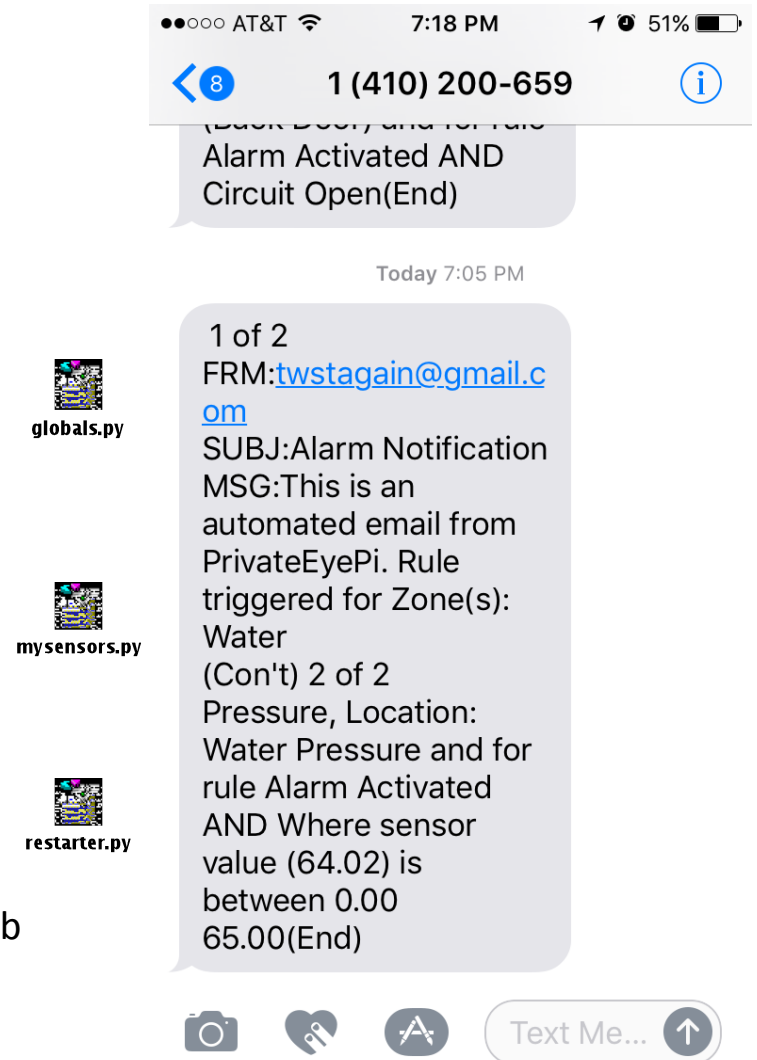 AT&T 7:18 PM 51%
8 1 (410) 200-659 i
Alarm Activated AND
Circuit Open(End)
Today 7:05 PM
1 of 2
FRM:twstagain@gmail.c
om
SUBJ:Alarm Notification
MSG:This is an
automated email from
PrivateEyePi. Rule
triggered for Zone(s):
Water
(Con't) 2 of 2
Pressure, Location:
Water Pressure and for
rule Alarm Activated
AND Where sensor
value (64.02) is
between 0.00
65.00(End)
Text Me...
globals.py
mysensors.py
restarter.py
b